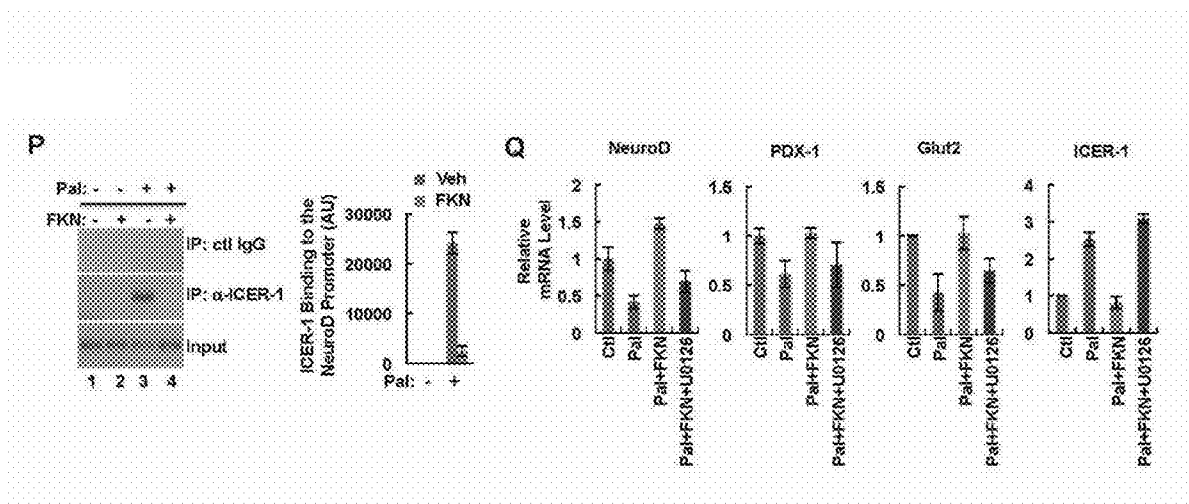 P
Pal: - - + +
FKN: - + - +
IP: ctl IgG
IP: α-ICER-1
Input
1 2 3 4
ICER-1 Binding to the
NeuroD Promoter (AU)
Veh
FKN
30000
20000
10000
0
Pal: - +
Q
Relative
mRNA Level
NeuroD
2
1.5
1
0.5
0
Ctl
Pal
Pal+FKN
Pal+FKN+U0126
PDX-1
1.5
1
0.5
0
Ctl
Pal
Pal+FKN
Pal+FKN+U0126
Glut2
1.5
1
0.5
0
Ctl
Pal
Pal+FKN
Pal+FKN+U0126
ICER-1
4
3
2
1
0
Ctl
Pal
Pal+FKN
Pal+FKN+U0126